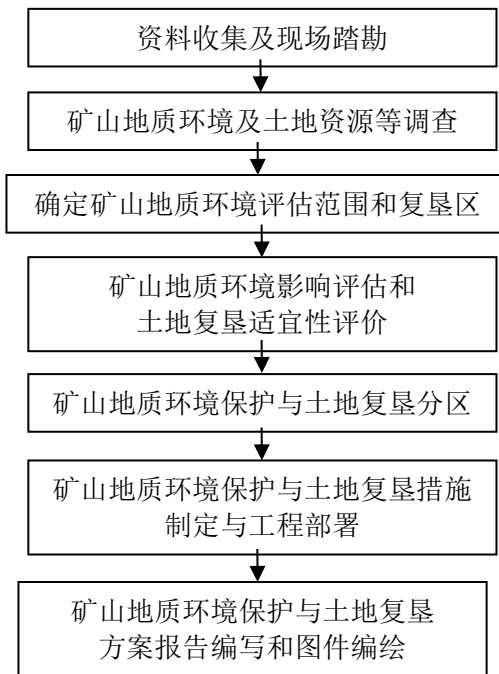 资料收集及现场踏勘
矿山地质环境及土地资源等调查
确定矿山地质环境评估范围和复垦区
矿山地质环境影响评估和
土地复垦适宜性评价
矿山地质环境保护与土地复垦分区
矿山地质环境保护与土地复垦措施
制定与工程部署
矿山地质环境保护与土地复垦
方案报告编写和图件编绘